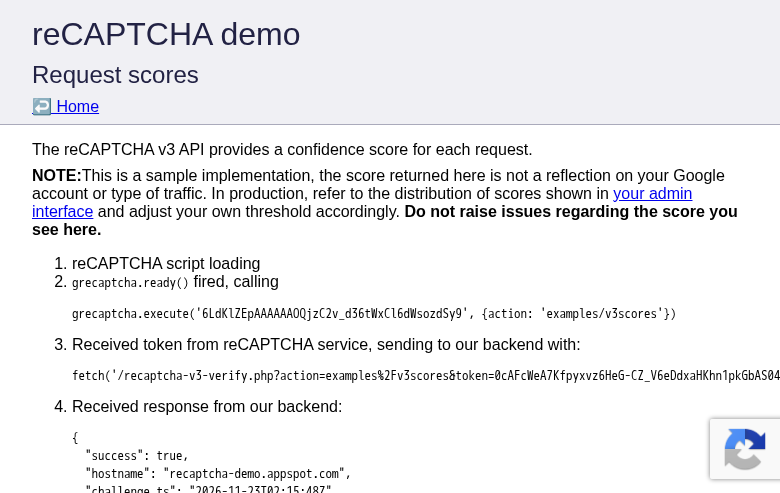 reCAPTCHA demo
Request scores
↩️ Home
The reCAPTCHA v3 API provides a confidence score for each request.
NOTE:This is a sample implementation, the score returned here is not a reflection on your Google
account or type of traffic. In production, refer to the distribution of scores shown in your admin
interface and adjust your own threshold accordingly. Do not raise issues regarding the score you
see here.
1. reCAPTCHA script loading
2. grecaptcha.ready() fired, calling
grecaptcha.execute('6LdKlZEpAAAAAAOQjzC2v_d36tWxCl6dWsozdSy9', {action: 'examples/v3scores'})
3. Received token from reCAPTCHA service, sending to our backend with:
fetch('/recaptcha-v3-verify.php?action=examples%2Fv3scores&token=0cAFcWeA7Kfpyxvz6HeG-CZ_V6eDdxaHKhn1pkGbAS04
4. Received response from our backend:
{
"success": true,
"hostname": "recaptcha-demo.appspot.com",
"challenge_ts": "2026-11-23T02:15:48Z"